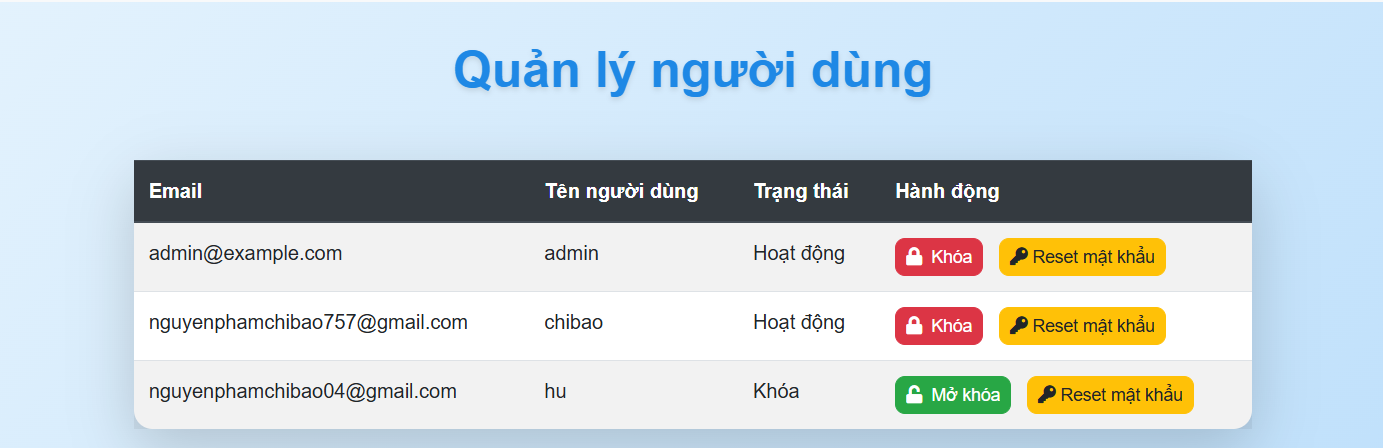 Quản lý người dùng
Email Tên người dùng Trạng thái Hành động
admin@example.com admin Hoạt động Khóa Reset mật khẩu
nguyenphamchibao757@gmail.com chibao Hoạt động Khóa Reset mật khẩu
nguyenphamchibao04@gmail.com hu Khóa Mở khóa Reset mật khẩu